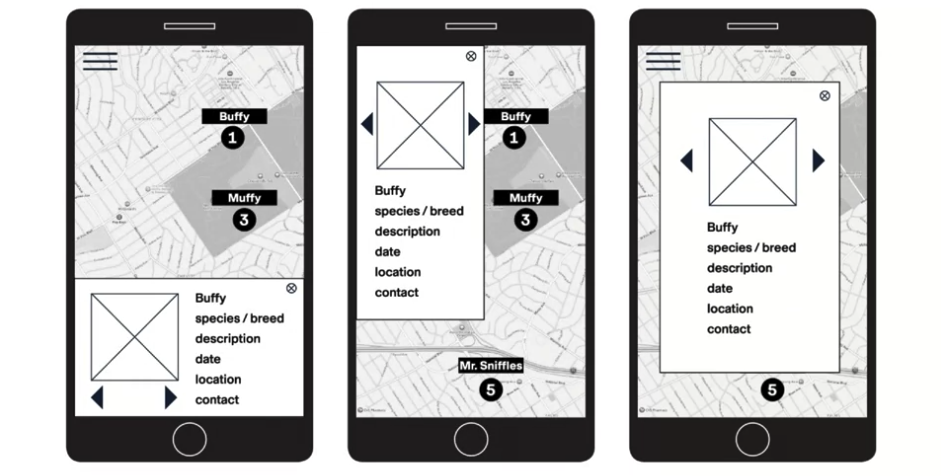 Buffy
1
Muffy
3
Buffy
species / breed
description
date
location
contact
Buffy
1
Muffy
3
Buffy
species / breed
description
date
location
contact
Mr. Sniffles
5
Buffy
species / breed
description
date
location
contact
5